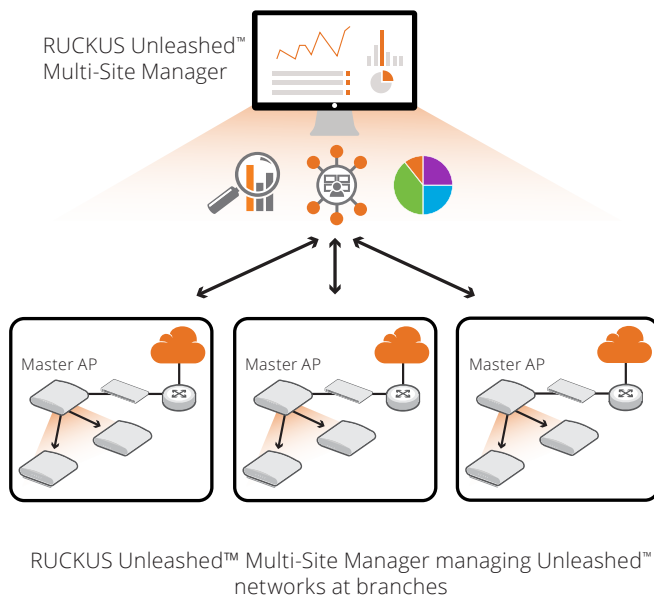 RUCKUS Unleashed™
Multi-Site Manager
Master AP
Master AP
Master AP
RUCKUS Unleashed™ Multi-Site Manager managing Unleashed™
networks at branches